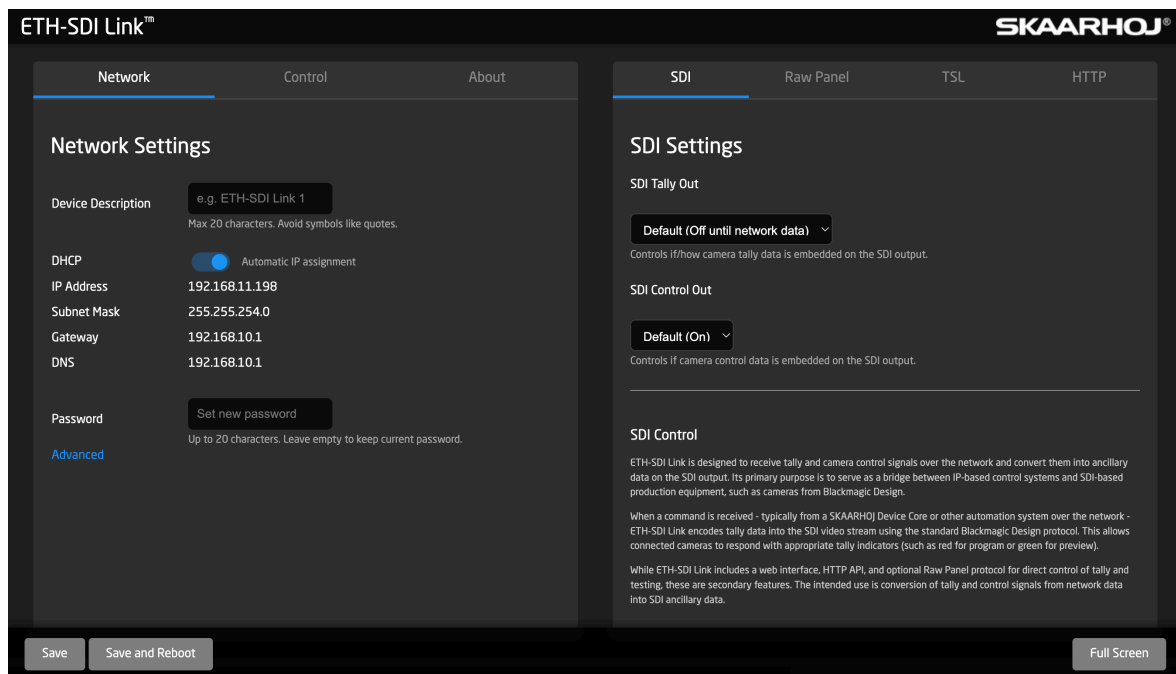 ETH-SDI Link™
SKAARHOJ®
Network Control About
Network Settings
Device Description
e.g. ETH-SDI Link 1
Max 20 characters. Avoid symbols like quotes.
DHCP
Automatic IP assignment
IP Address 192.168.11.198
Subnet Mask 255.255.254.0
Gateway 192.168.10.1
DNS 192.168.10.1
Password
Set new password
Up to 20 characters. Leave empty to keep current password.
Advanced
SDI Raw Panel TSL HTTP
SDI Settings
SDI Tally Out
Default (Off until network data)
Controls if/how camera tally data is embedded on the SDI output.
SDI Control Out
Default (On)
Controls if camera control data is embedded on the SDI output.
SDI Control
ETH-SDI Link is designed to receive tally and camera control signals over the network and convert them into ancillary
data on the SDI output. Its primary purpose is to serve as a bridge between IP-based control systems and SDI-based
production equipment, such as cameras from Blackmagic Design.
When a command is received - typically from a SKAARHOJ Device Core or other automation system over the network -
ETH-SDI Link encodes tally data into the SDI video stream using the standard Blackmagic Design protocol. This allows
connected cameras to respond with appropriate tally indicators (such as red for program or green for preview).
While ETH-SDI Link includes a web interface, HTTP API, and optional Raw Panel protocol for direct control of tally and
testing, these are secondary features. The intended use is conversion of tally and control signals from network data
into SDI ancillary data.
Save
Save and Reboot
Full Screen